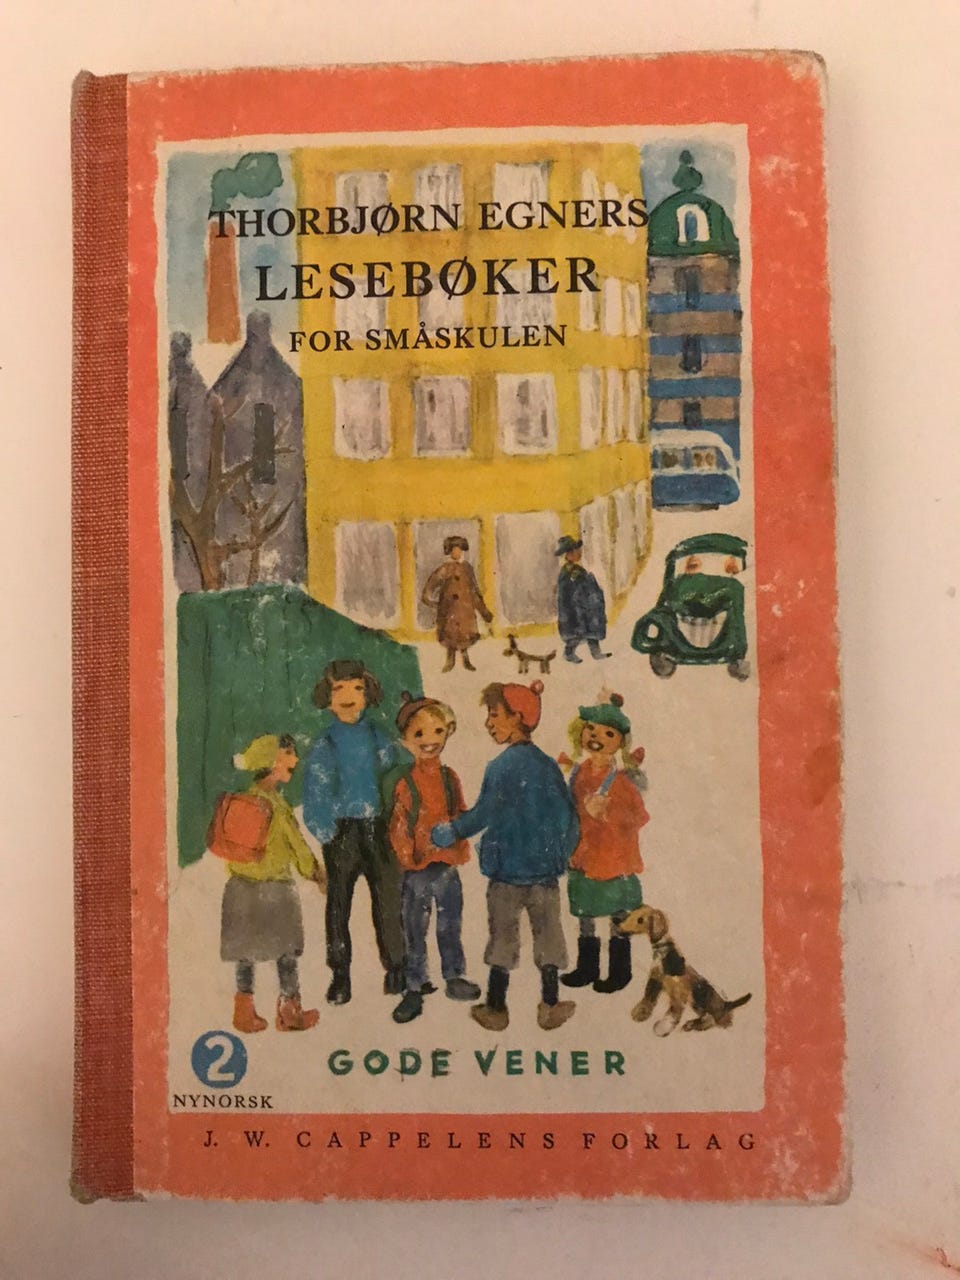 THORBJØRN EGNERS
LESEBØKER
FOR SMÅSKULEN
2
NYNORSK
GODE VENER
J. W. CAPPELENS FORLAG